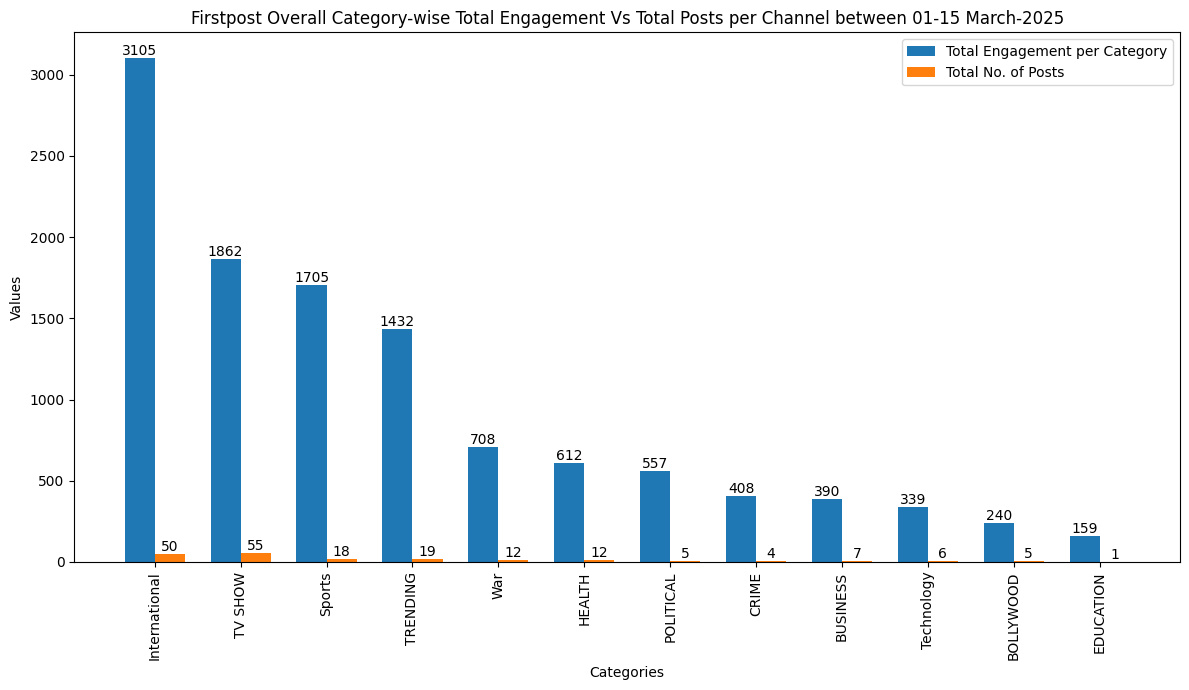 Firstpost Overall Category-wise Total Engagement Vs Total Posts per Channel between 01-15 March-2025
Total Engagement per Category
Total No. of Posts
Values
3000
2500
2000
1500
1000
500
0
3105
50
1862
55
1705
18
1432
19
708
12
612
12
557
5
408
4
390
7
339
6
240
5
159
1
International
TV SHOW
Sports
TRENDING
War
HEALTH
POLITICAL
CRIME
BUSINESS
Technology
BOLLYWOOD
EDUCATION
Categories